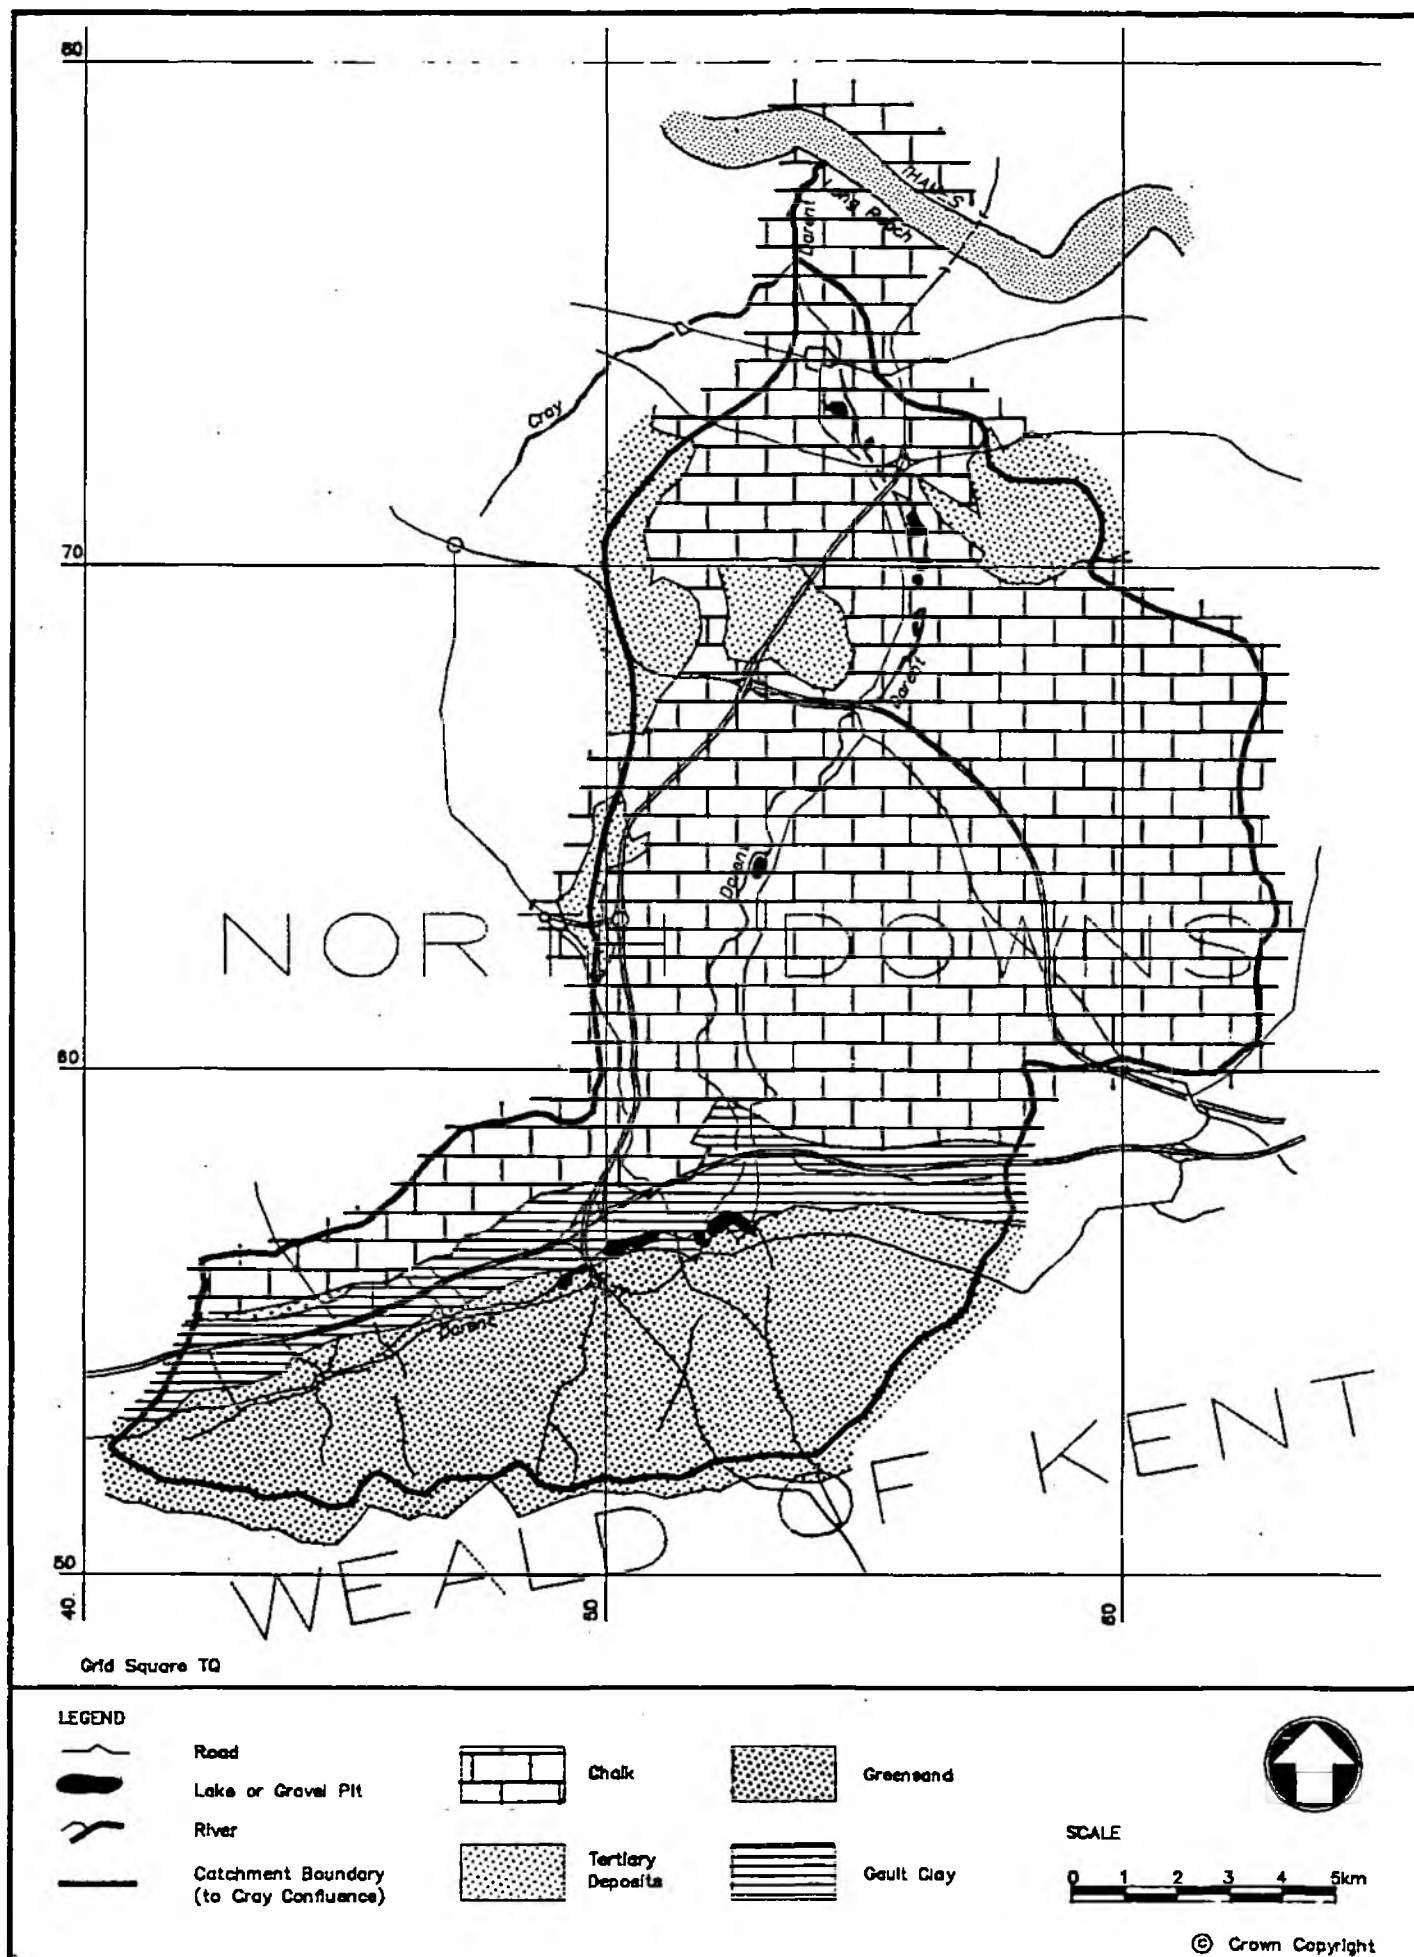 80
THAMES
Long Reach
Darent
Cray
70
Darent
Darent
NORTH DOWNS
60
Darent
WEALD OF KENT
50
40
50
60
Grid Square TQ
LEGEND
Road
Lake or Gravel Pit
River
Catchment Boundary
(to Cray Confluence)
Chalk
Tertiary
Deposits
Greensand
Gault Clay
SCALE
0 1 2 3 4 5km
© Crown Copyright